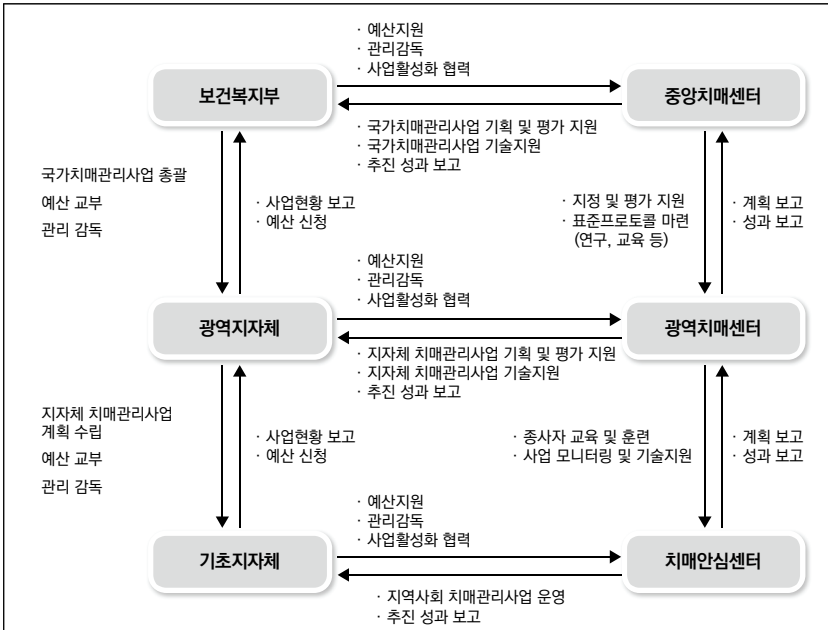 · 예산지원
· 관리감독
· 사업활성화 협력
보건복지부
중앙치매센터
· 국가치매관리사업 기획 및 평가 지원
· 국가치매관리사업 기술지원
· 추진 성과 보고
국가치매관리사업 총괄
예산 교부
관리 감독
· 사업현황 보고
· 예산 신청
· 지정 및 평가 지원
· 표준프로토콜 마련
(연구, 교육 등)
· 계획 보고
· 성과 보고
· 예산지원
· 관리감독
· 사업활성화 협력
광역지자체
광역치매센터
· 지자체 치매관리사업 기획 및 평가 지원
· 지자체 치매관리사업 기술지원
· 추진 성과 보고
지자체 치매관리사업
계획 수립
예산 교부
관리 감독
· 사업현황 보고
· 예산 신청
· 종사자 교육 및 훈련
· 사업 모니터링 및 기술지원
· 계획 보고
· 성과 보고
· 예산지원
· 관리감독
· 사업활성화 협력
기초지자체
치매안심센터
· 지역사회 치매관리사업 운영
· 추진 성과 보고